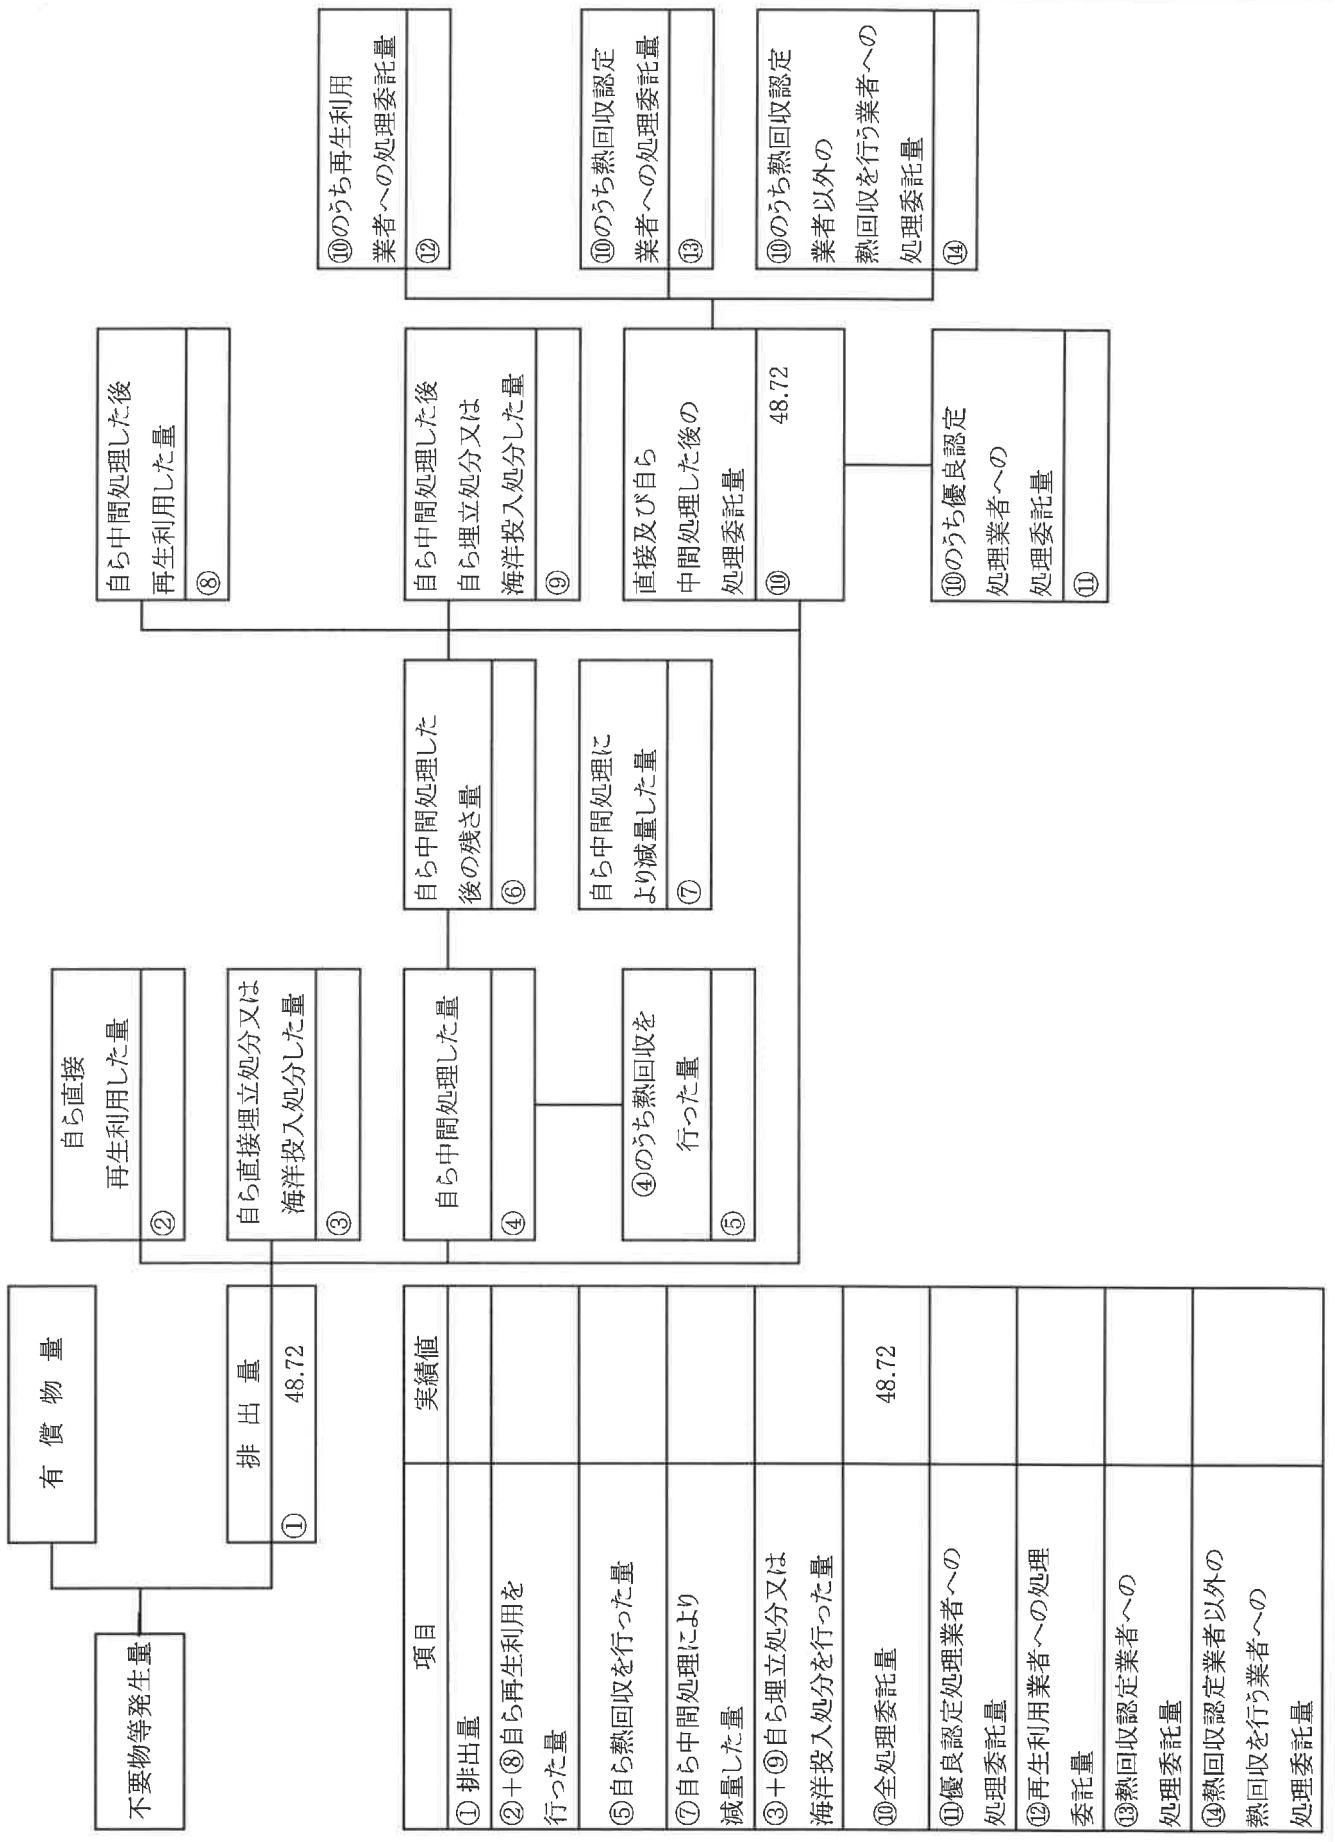 不要物等発生量
有償物量
排出量
① 48.72
自ら直接
再生利用した量
②
自ら直接埋立処分又は
海洋投入処分した量
③
自ら中間処理した量
④
④のうち熱回収を
行った量
⑤
自ら中間処理した
後の残さ量
⑥
自ら中間処理に
より減量した量
⑦
自ら中間処理した後
再生利用した量
⑧
自ら中間処理した後
自ら埋立処分又は
海洋投入処分した量
⑨
直接及び自ら
中間処理した後の
処理委託量
⑩ 48.72
⑩のうち優良認定
処理業者への
処理委託量
⑪
⑩のうち再生利用
業者への処理委託量
⑫
⑩のうち熱回収認定
業者への処理委託量
⑬
⑩のうち熱回収認定
業者以外の
熱回収を行う業者への
処理委託量
⑭
項目 実績値
①排出量
②+⑧自ら再生利用を
行った量
⑤自ら熱回収を行った量
⑦自ら中間処理により
減量した量
③+⑨自ら埋立処分又は
海洋投入処分を行った量
⑩全処理委託量 48.72
⑪優良認定処理業者への
処理委託量
⑫再生利用業者への処理
委託量
⑬熱回収認定業者への
処理委託量
⑭熱回収認定業者以外の
熱回収を行う業者への
処理委託量